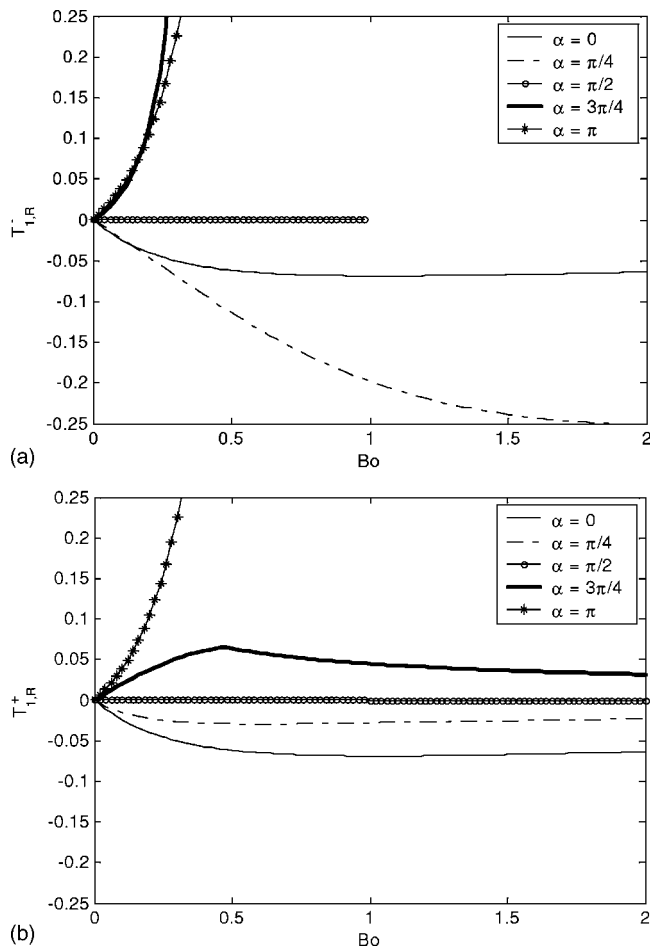 0.25
0.2
0.15
0.1
0.05
0
-0.05
-0.1
-0.15
-0.2
-0.25
T⁻1,R
α = 0
α = π/4
α = π/2
α = 3π/4
α = π
0 0.5 1 1.5 2
(a)
Bo
0.25
0.2
0.15
0.1
0.05
0
-0.05
-0.1
-0.15
-0.2
-0.25
T⁺1,R
α = 0
α = π/4
α = π/2
α = 3π/4
α = π
0 0.5 1 1.5 2
(b)
Bo